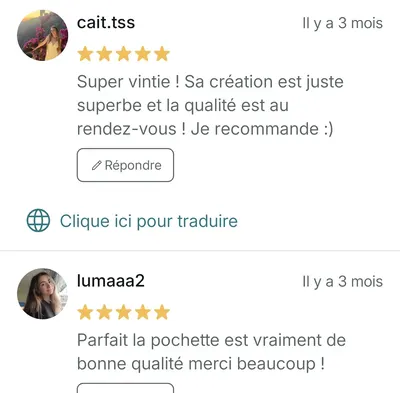 cait.tss
Il y a 3 mois
Super vintie ! Sa création est juste
superbe et la qualité est au
rendez-vous ! Je recommande :)
Répondre
Clique ici pour traduire
lumaaa2
Il y a 3 mois
Parfait la pochette est vraiment de
bonne qualité merci beaucoup !